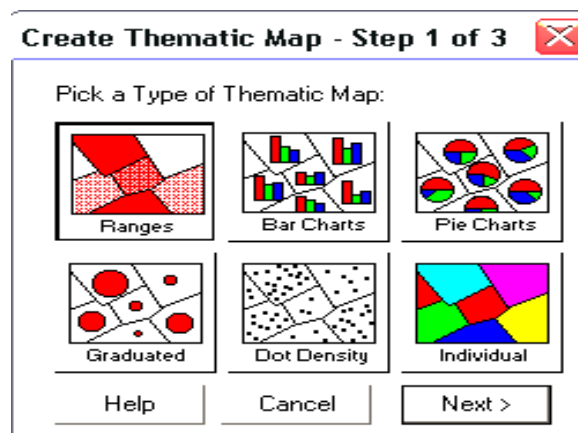 Create Thematic Map - Step 1 of 3
Pick a Type of Thematic Map:
Ranges
Bar Charts
Pie Charts
Graduated
Dot Density
Individual
Help
Cancel
Next >